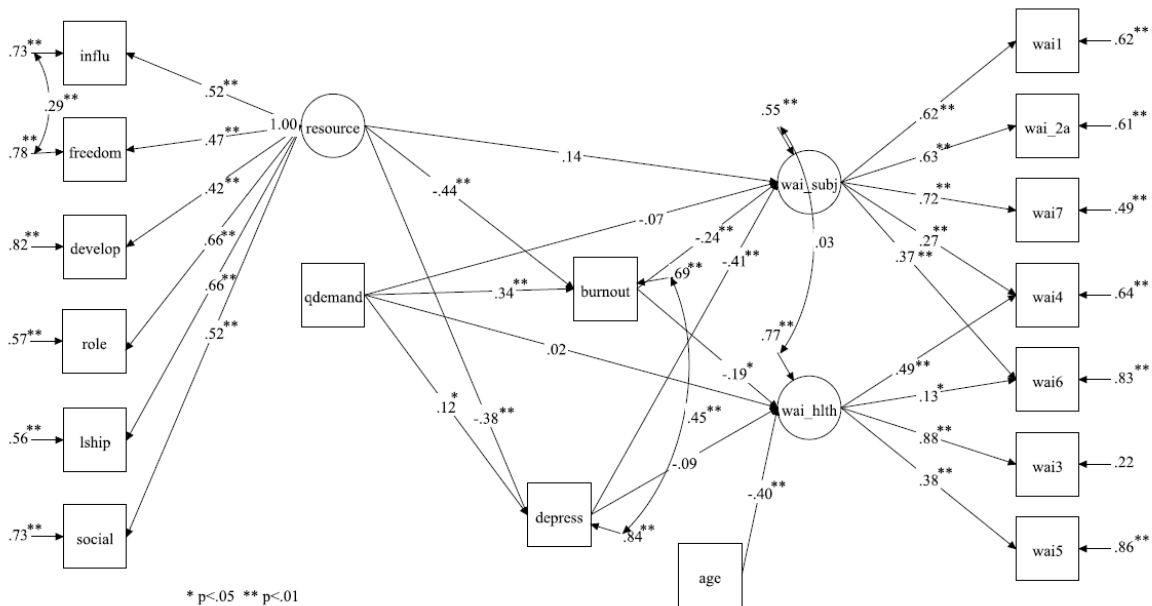 .73**
influ
.52**
.29**
.78**
freedom
.47**
1.00
resource
.82**
develop
.42**
.57**
role
.66**
.56**
lship
.66**
.73**
social
.52**
qdemand
.14
-.44**
-.07
.34**
.02
.12*
-.38**
burnout
.69**
-.24**
-.41**
-.19*
.45**
depress
.84**
-.09
age
-.40**
.55**
wai_subj
.03
.77**
wai_hlth
.62**
.63**
.72**
.27**
.37**
.49**
.13*
.88**
.38**
wai1
.62**
wai_2a
.61**
wai7
.49**
wai4
.64**
wai6
.83**
wai3
.22
wai5
.86**
* p<.05 ** p<.01